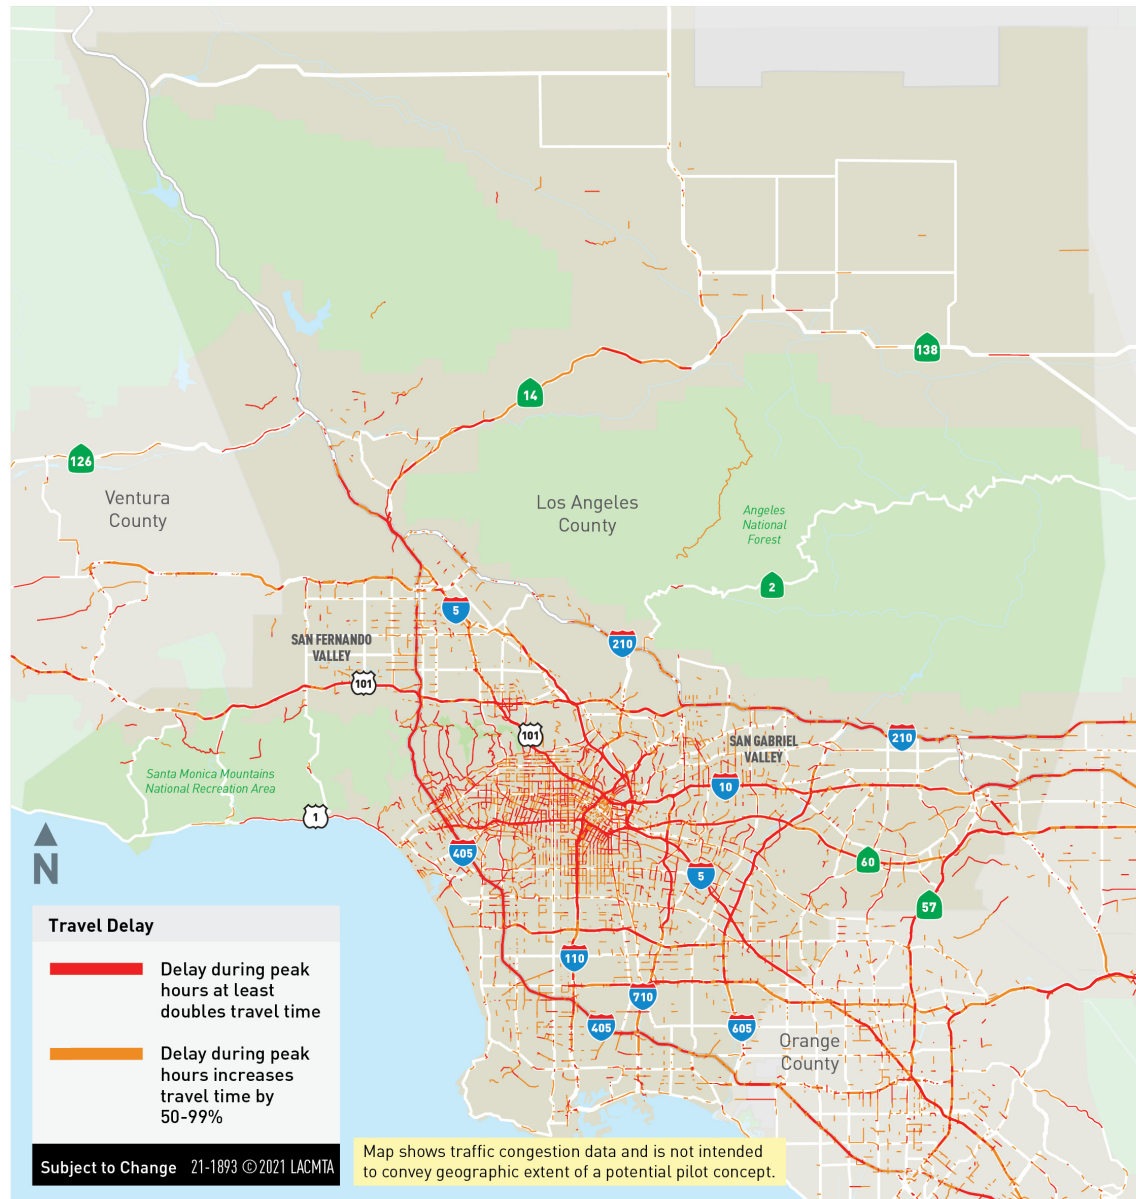 138
14
126
Ventura
County
Los Angeles
County
Angeles
National
Forest
2
5
210
SAN FERNANDO
VALLEY
101
101
210
SAN GABRIEL
VALLEY
10
Santa Monica Mountains
National Recreation Area
1
405
60
5
57
N
110
710
405
605
Orange
County
Travel Delay
Delay during peak
hours at least
doubles travel time
Delay during peak
hours increases
travel time by
50-99%
Subject to Change 21-1893 ©2021 LACMTA
Map shows traffic congestion data and is not intended
to convey geographic extent of a potential pilot concept.